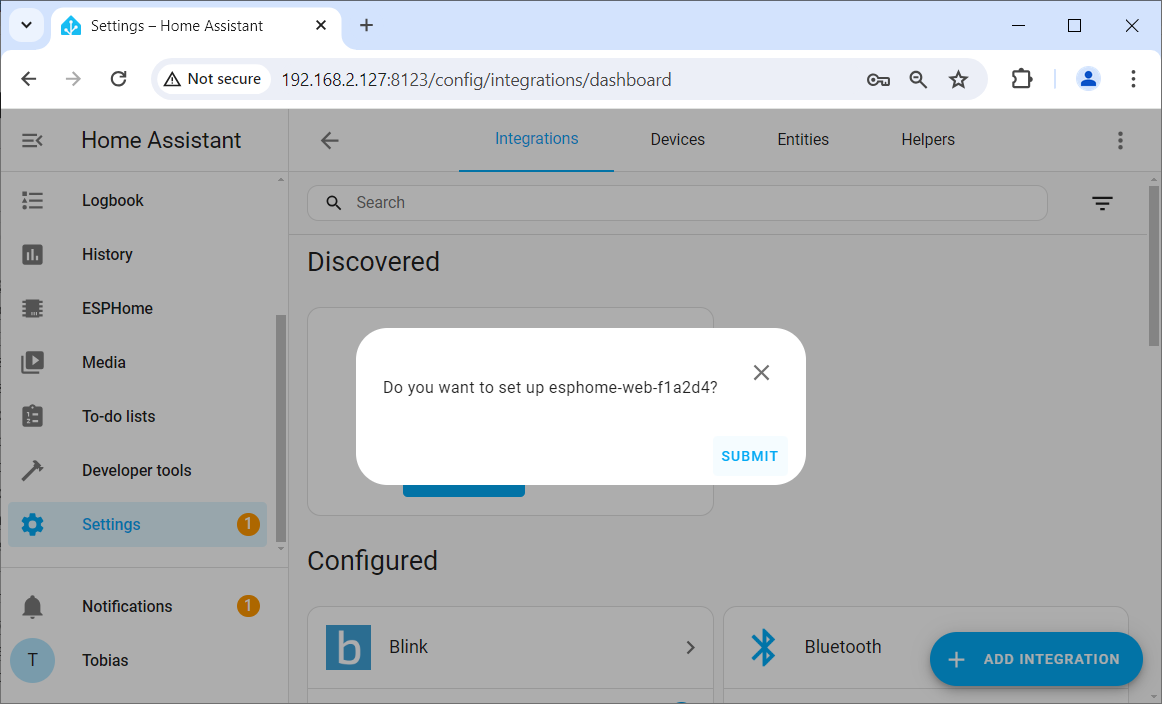 Settings – Home Assistant
Not secure
192.168.2.127:8123/config/integrations/dashboard
Home Assistant
Integrations
Devices
Entities
Helpers
Logbook
History
ESPHome
Media
To-do lists
Developer tools
Settings
1
Notifications
1
T
Tobias
Search
Discovered
Do you want to set up esphome-web-f1a2d4?
SUBMIT
Configured
b
Blink
Bluetooth
ADD INTEGRATION